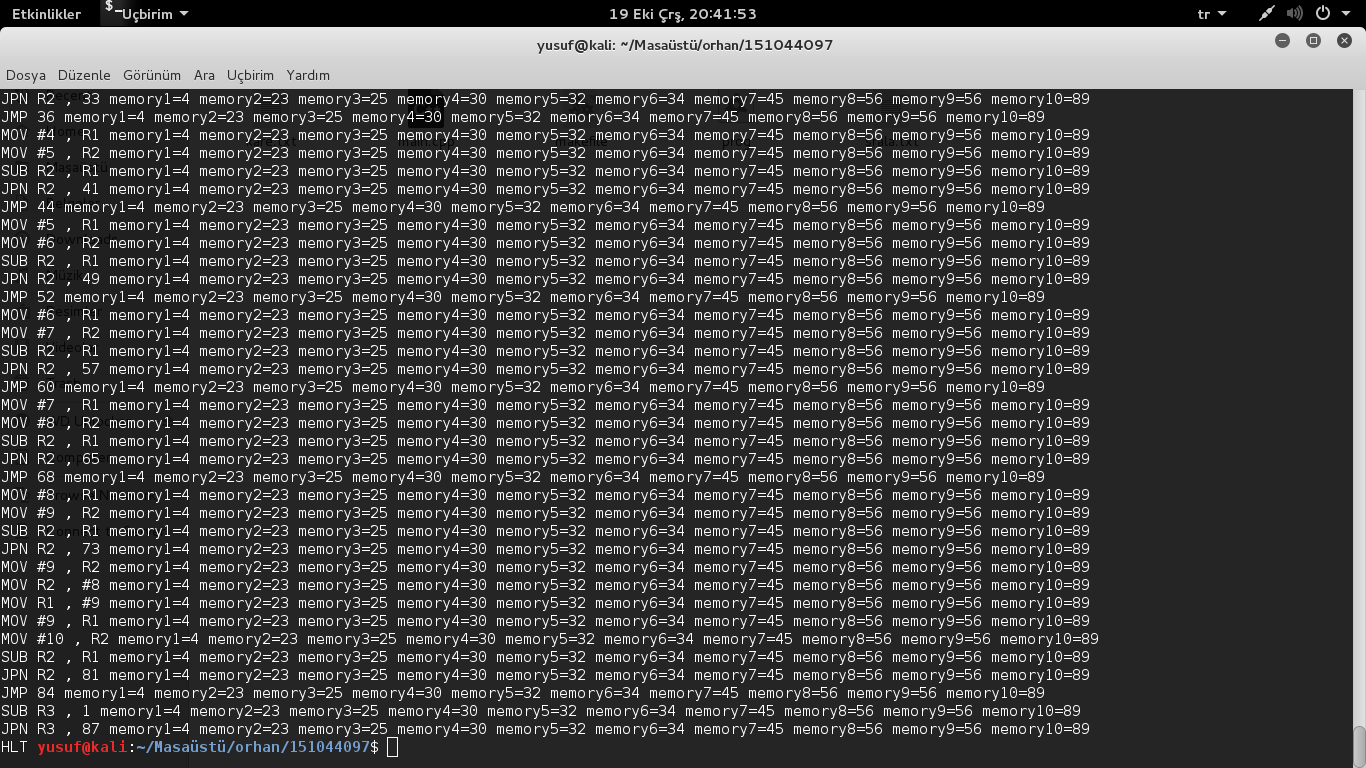 Etkinlikler $_ Uçbirim 19 Eki Çrş, 20:41:53 tr
yusuf@kali: ~/Masaüstü/orhan/151044097
Dosya Düzenle Görünüm Ara Uçbirim Yardım
JPN R2 , 33 memory1=4 memory2=23 memory3=25 memory4=30 memory5=32 memory6=34 memory7=45 memory8=56 memory9=56 memory10=89
JMP 36 memory1=4 memory2=23 memory3=25 memory4=30 memory5=32 memory6=34 memory7=45 memory8=56 memory9=56 memory10=89
MOV #4 , R1 memory1=4 memory2=23 memory3=25 memory4=30 memory5=32 memory6=34 memory7=45 memory8=56 memory9=56 memory10=89
MOV #5 , R2 memory1=4 memory2=23 memory3=25 memory4=30 memory5=32 memory6=34 memory7=45 memory8=56 memory9=56 memory10=89
SUB R2 , R1 memory1=4 memory2=23 memory3=25 memory4=30 memory5=32 memory6=34 memory7=45 memory8=56 memory9=56 memory10=89
JPN R2 , 41 memory1=4 memory2=23 memory3=25 memory4=30 memory5=32 memory6=34 memory7=45 memory8=56 memory9=56 memory10=89
JMP 44 memory1=4 memory2=23 memory3=25 memory4=30 memory5=32 memory6=34 memory7=45 memory8=56 memory9=56 memory10=89
MOV #5 , R1 memory1=4 memory2=23 memory3=25 memory4=30 memory5=32 memory6=34 memory7=45 memory8=56 memory9=56 memory10=89
MOV #6 , R2 memory1=4 memory2=23 memory3=25 memory4=30 memory5=32 memory6=34 memory7=45 memory8=56 memory9=56 memory10=89
SUB R2 , R1 memory1=4 memory2=23 memory3=25 memory4=30 memory5=32 memory6=34 memory7=45 memory8=56 memory9=56 memory10=89
JPN R2 , 49 memory1=4 memory2=23 memory3=25 memory4=30 memory5=32 memory6=34 memory7=45 memory8=56 memory9=56 memory10=89
JMP 52 memory1=4 memory2=23 memory3=25 memory4=30 memory5=32 memory6=34 memory7=45 memory8=56 memory9=56 memory10=89
MOV #6 , R1 memory1=4 memory2=23 memory3=25 memory4=30 memory5=32 memory6=34 memory7=45 memory8=56 memory9=56 memory10=89
MOV #7 , R2 memory1=4 memory2=23 memory3=25 memory4=30 memory5=32 memory6=34 memory7=45 memory8=56 memory9=56 memory10=89
SUB R2 , R1 memory1=4 memory2=23 memory3=25 memory4=30 memory5=32 memory6=34 memory7=45 memory8=56 memory9=56 memory10=89
JPN R2 , 57 memory1=4 memory2=23 memory3=25 memory4=30 memory5=32 memory6=34 memory7=45 memory8=56 memory9=56 memory10=89
JMP 60 memory1=4 memory2=23 memory3=25 memory4=30 memory5=32 memory6=34 memory7=45 memory8=56 memory9=56 memory10=89
MOV #7 , R1 memory1=4 memory2=23 memory3=25 memory4=30 memory5=32 memory6=34 memory7=45 memory8=56 memory9=56 memory10=89
MOV #8 , R2 memory1=4 memory2=23 memory3=25 memory4=30 memory5=32 memory6=34 memory7=45 memory8=56 memory9=56 memory10=89
SUB R2 , R1 memory1=4 memory2=23 memory3=25 memory4=30 memory5=32 memory6=34 memory7=45 memory8=56 memory9=56 memory10=89
JPN R2 , 65 memory1=4 memory2=23 memory3=25 memory4=30 memory5=32 memory6=34 memory7=45 memory8=56 memory9=56 memory10=89
JMP 68 memory1=4 memory2=23 memory3=25 memory4=30 memory5=32 memory6=34 memory7=45 memory8=56 memory9=56 memory10=89
MOV #8 , R1 memory1=4 memory2=23 memory3=25 memory4=30 memory5=32 memory6=34 memory7=45 memory8=56 memory9=56 memory10=89
MOV #9 , R2 memory1=4 memory2=23 memory3=25 memory4=30 memory5=32 memory6=34 memory7=45 memory8=56 memory9=56 memory10=89
SUB R2 , R1 memory1=4 memory2=23 memory3=25 memory4=30 memory5=32 memory6=34 memory7=45 memory8=56 memory9=56 memory10=89
JPN R2 , 73 memory1=4 memory2=23 memory3=25 memory4=30 memory5=32 memory6=34 memory7=45 memory8=56 memory9=56 memory10=89
MOV #9 , R2 memory1=4 memory2=23 memory3=25 memory4=30 memory5=32 memory6=34 memory7=45 memory8=56 memory9=56 memory10=89
MOV R2 , #8 memory1=4 memory2=23 memory3=25 memory4=30 memory5=32 memory6=34 memory7=45 memory8=56 memory9=56 memory10=89
MOV R1 , #9 memory1=4 memory2=23 memory3=25 memory4=30 memory5=32 memory6=34 memory7=45 memory8=56 memory9=56 memory10=89
MOV #9 , R1 memory1=4 memory2=23 memory3=25 memory4=30 memory5=32 memory6=34 memory7=45 memory8=56 memory9=56 memory10=89
MOV #10 , R2 memory1=4 memory2=23 memory3=25 memory4=30 memory5=32 memory6=34 memory7=45 memory8=56 memory9=56 memory10=89
SUB R2 , R1 memory1=4 memory2=23 memory3=25 memory4=30 memory5=32 memory6=34 memory7=45 memory8=56 memory9=56 memory10=89
JPN R2 , 81 memory1=4 memory2=23 memory3=25 memory4=30 memory5=32 memory6=34 memory7=45 memory8=56 memory9=56 memory10=89
JMP 84 memory1=4 memory2=23 memory3=25 memory4=30 memory5=32 memory6=34 memory7=45 memory8=56 memory9=56 memory10=89
SUB R3 , 1 memory1=4 memory2=23 memory3=25 memory4=30 memory5=32 memory6=34 memory7=45 memory8=56 memory9=56 memory10=89
JPN R3 , 87 memory1=4 memory2=23 memory3=25 memory4=30 memory5=32 memory6=34 memory7=45 memory8=56 memory9=56 memory10=89
HLT yusuf@kali:~/Masaüstü/orhan/151044097$